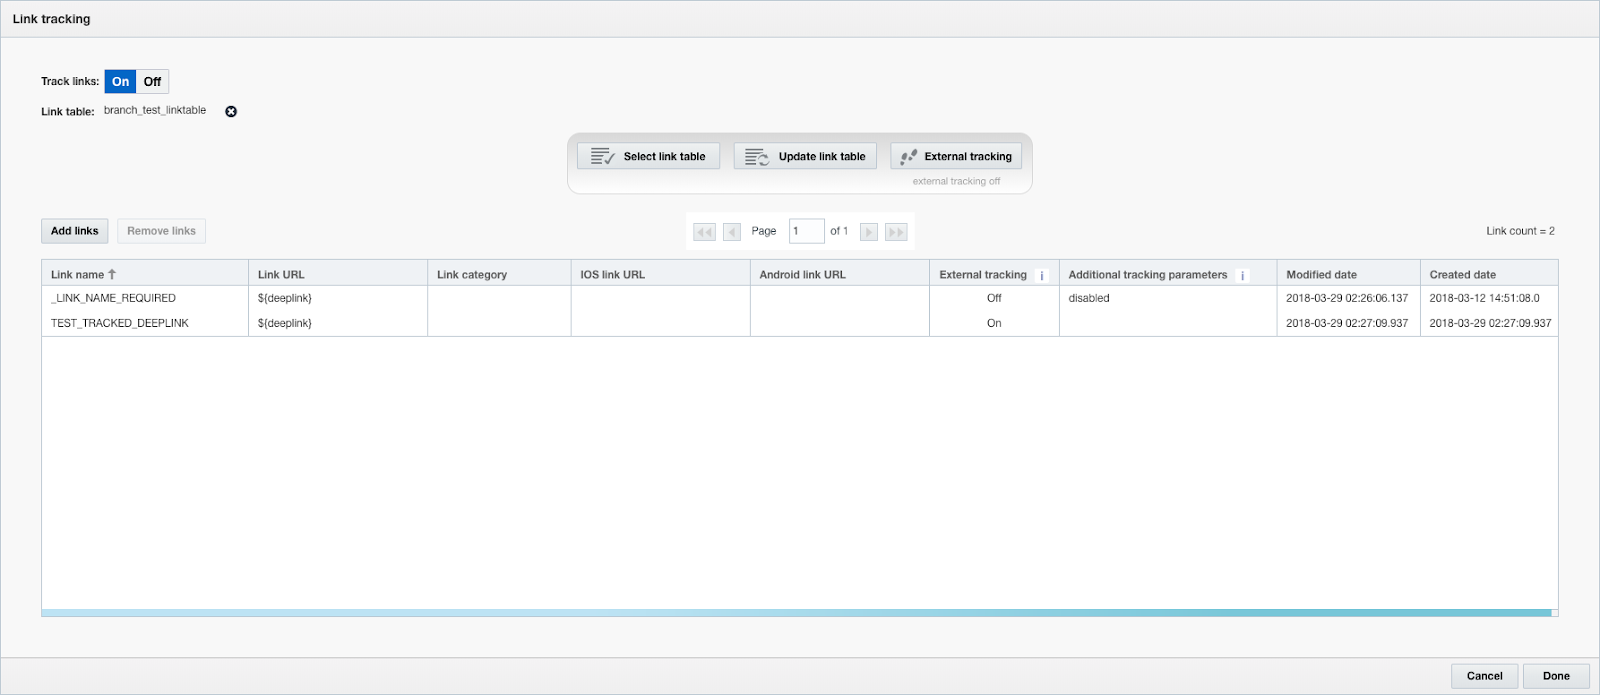 Link tracking
Track links: On Off
Link table: branch_test_linktable
Select link table Update link table External tracking
external tracking off
Add links Remove links Page 1 of 1 Link count = 2
Link name Link URL Link category IOS link URL Android link URL External tracking i Additional tracking parameters i Modified date Created date
_LINK_NAME_REQUIRED ${deeplink} Off disabled 2018-03-29 02:26:06.137 2018-03-12 14:51:08.0
TEST_TRACKED_DEEPLINK ${deeplink} On 2018-03-29 02:27:09.937 2018-03-29 02:27:09.937
Cancel Done